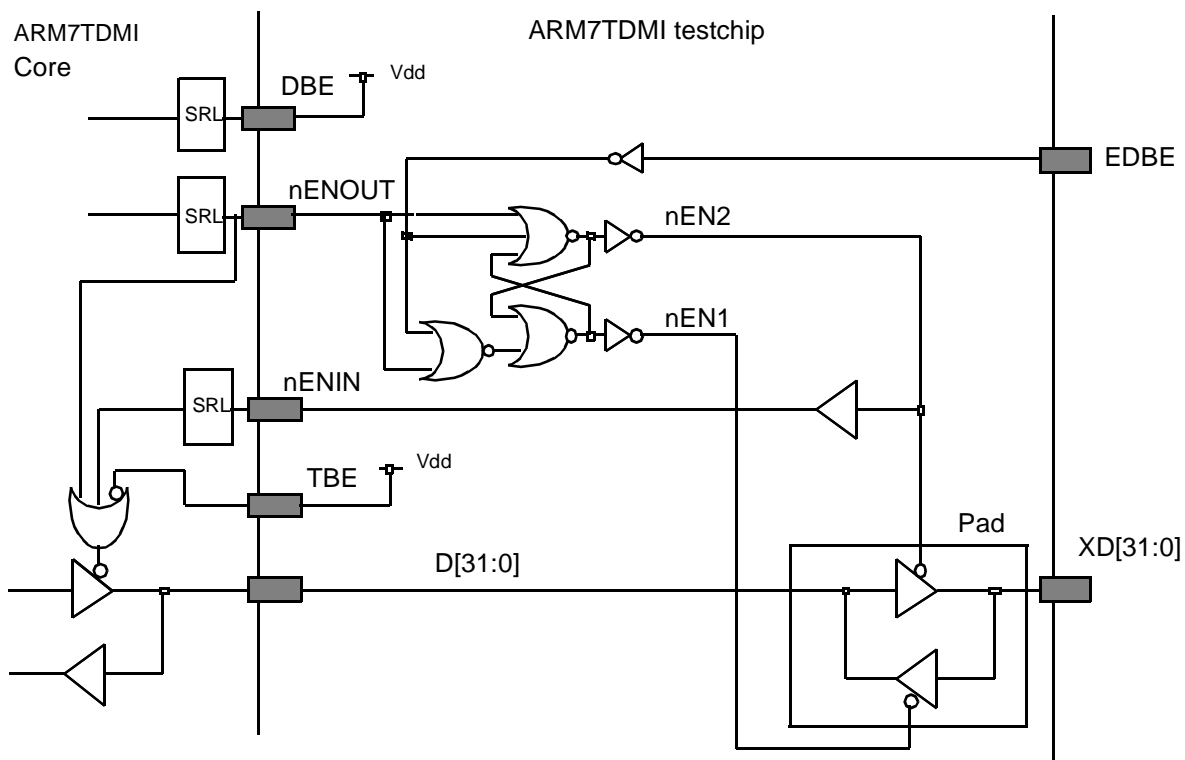 ARM7TDMI
Core
ARM7TDMI testchip
DBE
Vdd
SRL
EDBE
nENOUT
SRL
nEN2
nEN1
nENIN
SRL
TBE
Vdd
Pad
D[31:0]
XD[31:0]